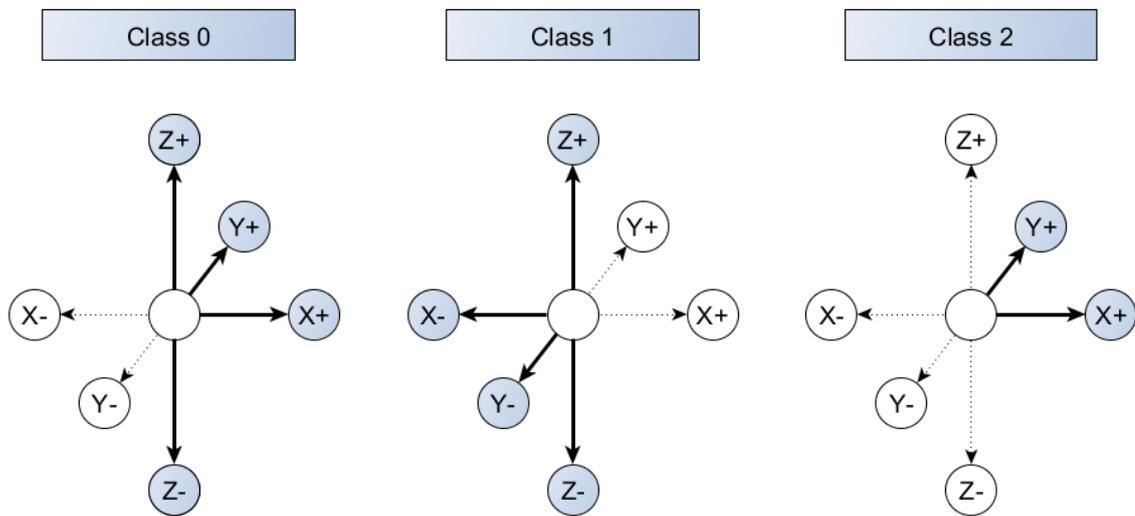 Class 0
Class 1
Class 2
Z+
Y+
X-
X+
Y-
Z-
Z+
Y+
X-
X+
Y-
Z-
Z+
Y+
X-
X+
Y-
Z-